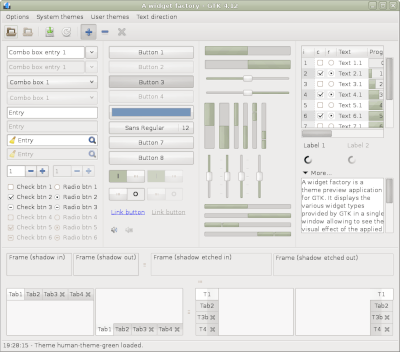 A widget factory - GTK 4.12
Options System themes User themes Text direction
Combo box entry 1
Combo box entry 1
Combo box 1
Combo box 1
Entry
Entry
Entry
Entry
1
1
Check btn 1 Radio btn 1
Check btn 2 Radio btn 2
Check btn 3 Radio btn 3
Check btn 4 Radio btn 4
Check btn 5 Radio btn 5
Check btn 6 Radio btn 6
Button 1
Button 2
Button 3
Button 4
Sans Regular 12
Button 7
Button 8
Link button Link button
Text Prog
1 Text 1.1
2 Text 2.1
3 Text 3.1
4 Text 4.1
5 Text 5.1
6 Text 6.1
7 Text 7.1
Label 1 Label 2
More...
A widget factory is a
theme preview application
for GTK. It displays the
various widget types
provided by GTK in a single
window allowing to see the
visual effect of the applied
Frame (shadow in) Frame (shadow out) Frame (shadow etched in) Frame (shadow etched out)
Tab1 Tab2 Tab3 Tab4
Tab1 Tab2 Tab3 Tab4
T1
Tab2
T3b
T4
T1
Tab2
T3b
T4
19:28:15 - Theme human-theme-green loaded.